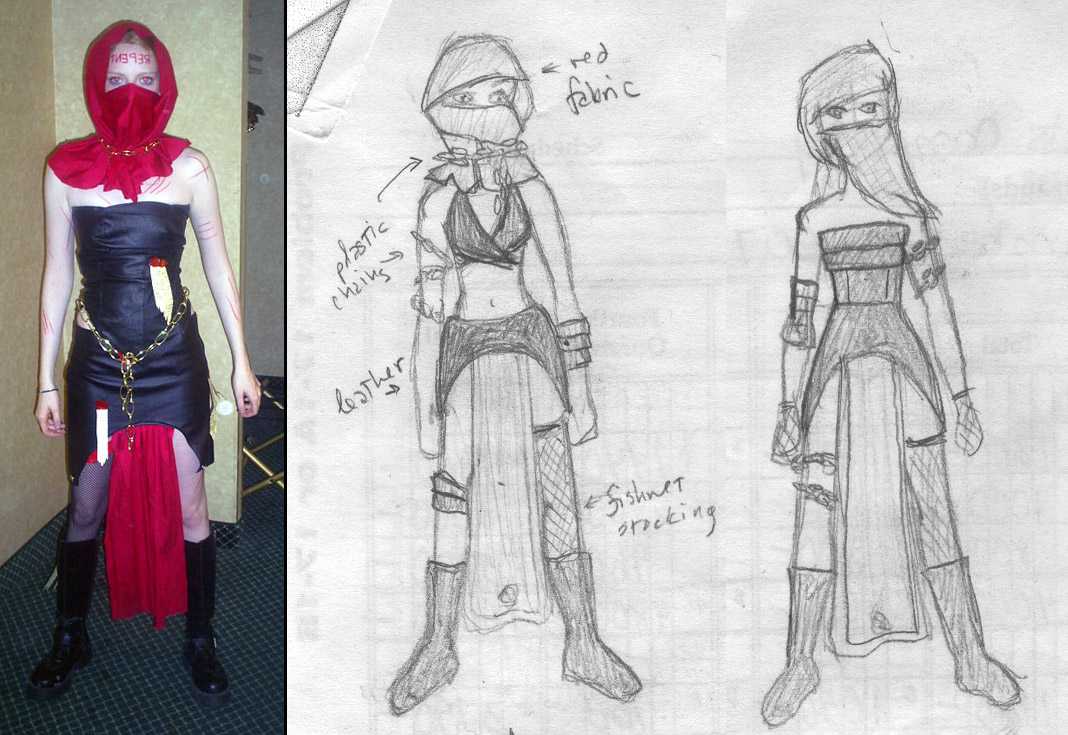 REPENT
red
fabric
plastic
chains
leather
fishnet
stocking